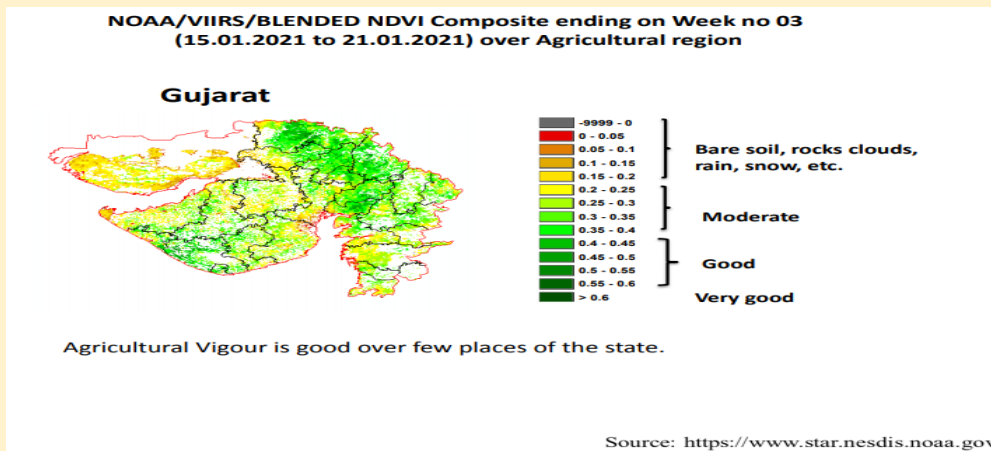 NOAA/VIIRS/BLENDED NDVI Composite ending on Week no 03
(15.01.2021 to 21.01.2021) over Agricultural region
Gujarat
-9999 - 0
0 - 0.05
0.05 - 0.1
0.1 - 0.15
0.15 - 0.2
0.2 - 0.25
0.25 - 0.3
0.3 - 0.35
0.35 - 0.4
0.4 - 0.45
0.45 - 0.5
0.5 - 0.55
0.55 - 0.6
> 0.6
Bare soil, rocks clouds,
rain, snow, etc.
Moderate
Good
Very good
Agricultural Vigour is good over few places of the state.
Source: https://www.star.nesdis.noaa.gov